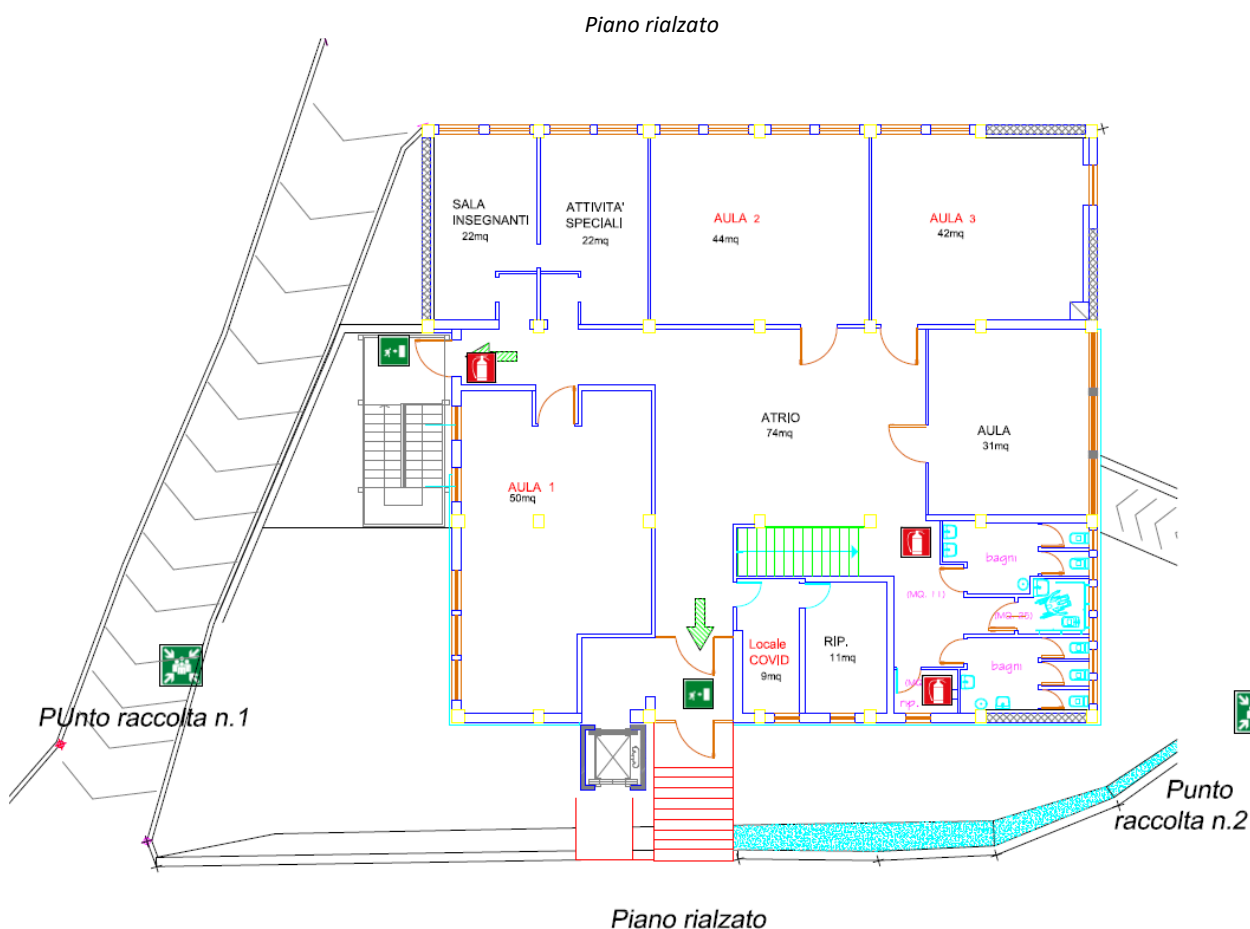 Piano rialzato
SALA
INSEGNANTI
22mq
ATTIVITA'
SPECIALI
22mq
AULA 2
44mq
AULA 3
42mq
ATRIO
74mq
AULA
31mq
AULA 1
50mq
bagni
(MQ. 11)
Locale
COVID
9mq
RIP.
11mq
bagni
(MQ.
rip.
PUnto raccolta n.1
Punto
raccolta n.2
Piano rialzato